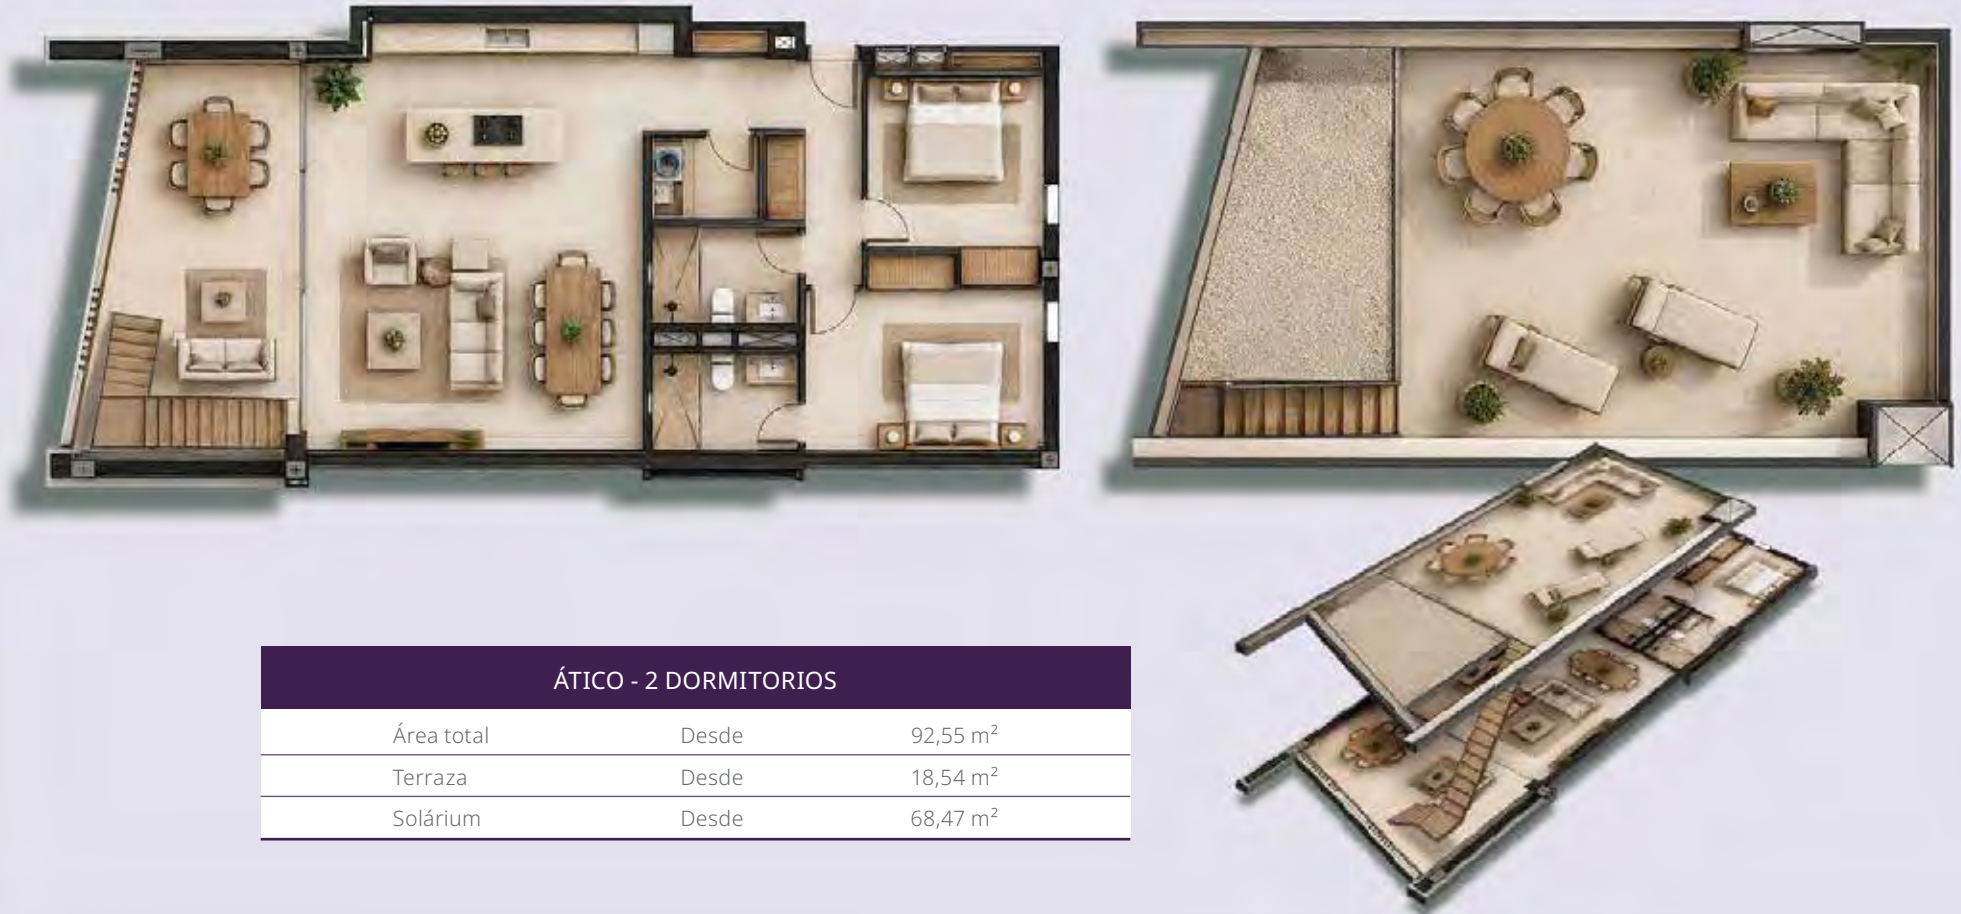 ÁTICO - 2 DORMITORIOS
Área total Desde 92,55 m²
Terraza Desde 18,54 m²
Solárium Desde 68,47 m²